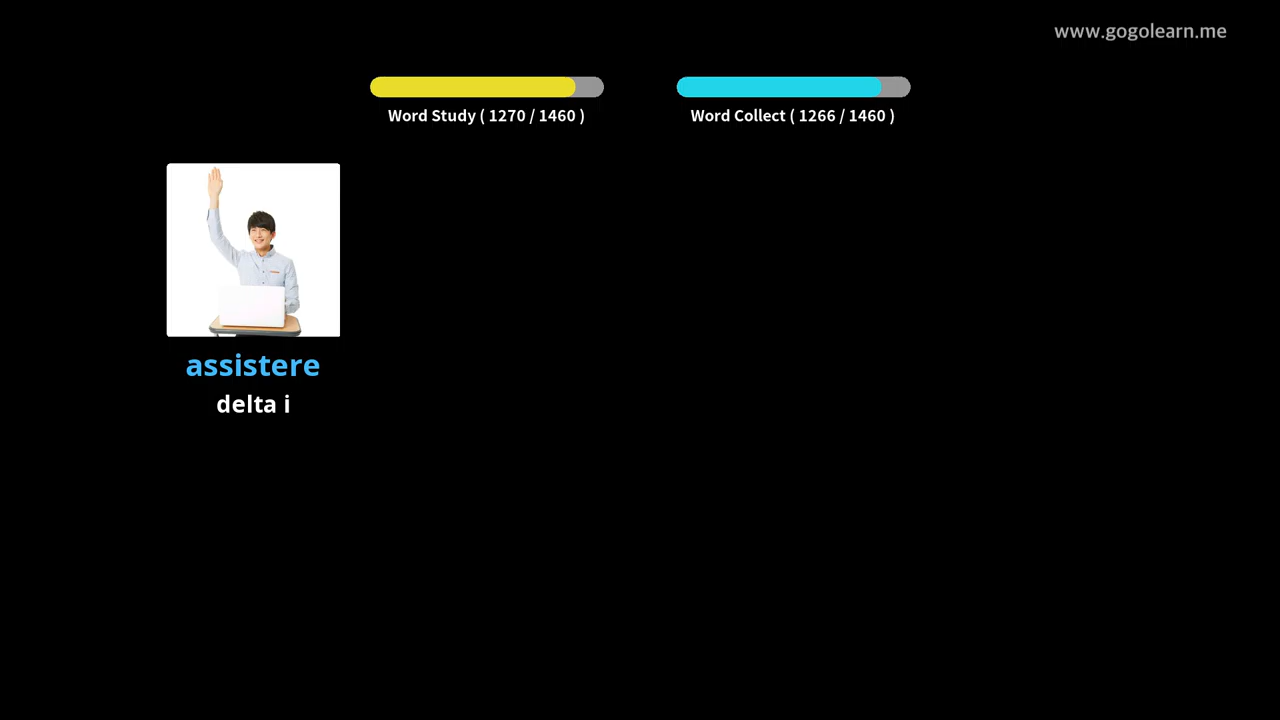 www.gogolearn.me
Word Study ( 1270 / 1460 )
Word Collect ( 1266 / 1460 )
assistere
delta i